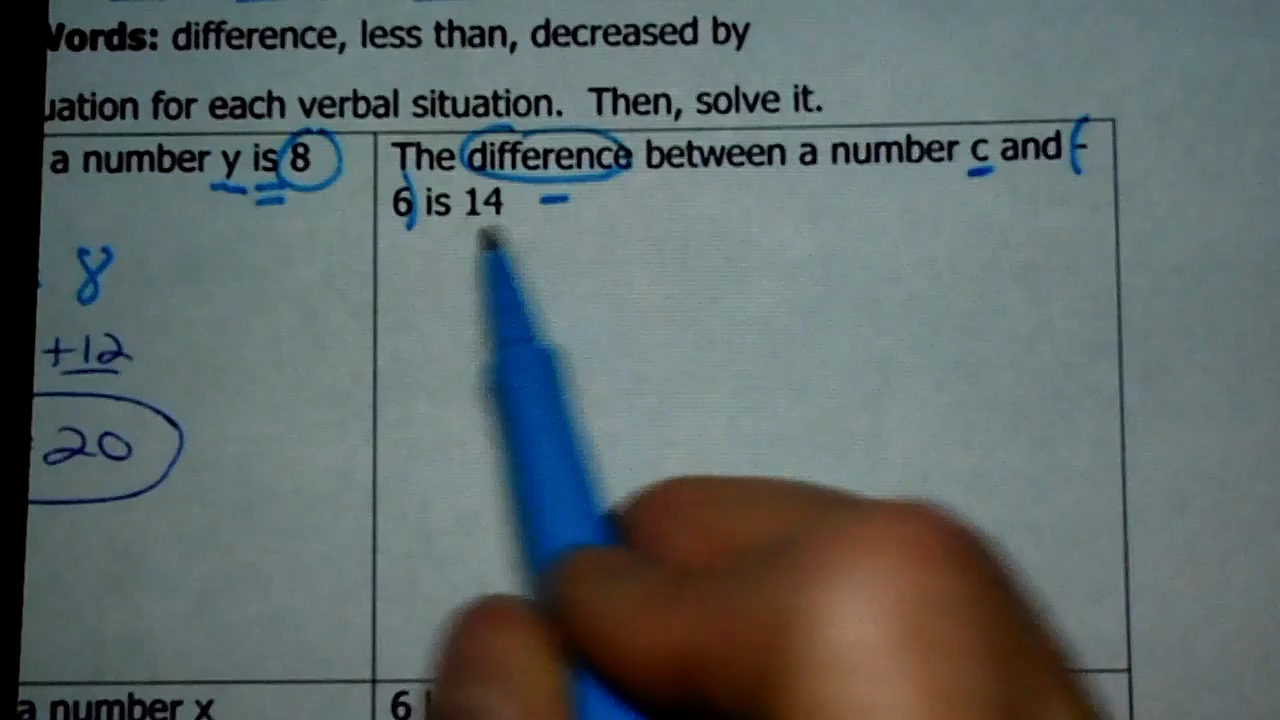 Words: difference, less than, decreased by
uation for each verbal situation. Then, solve it.
a number y is 8
8
+12
20
The difference between a number c and (-
6) is 14 -
a number x
6